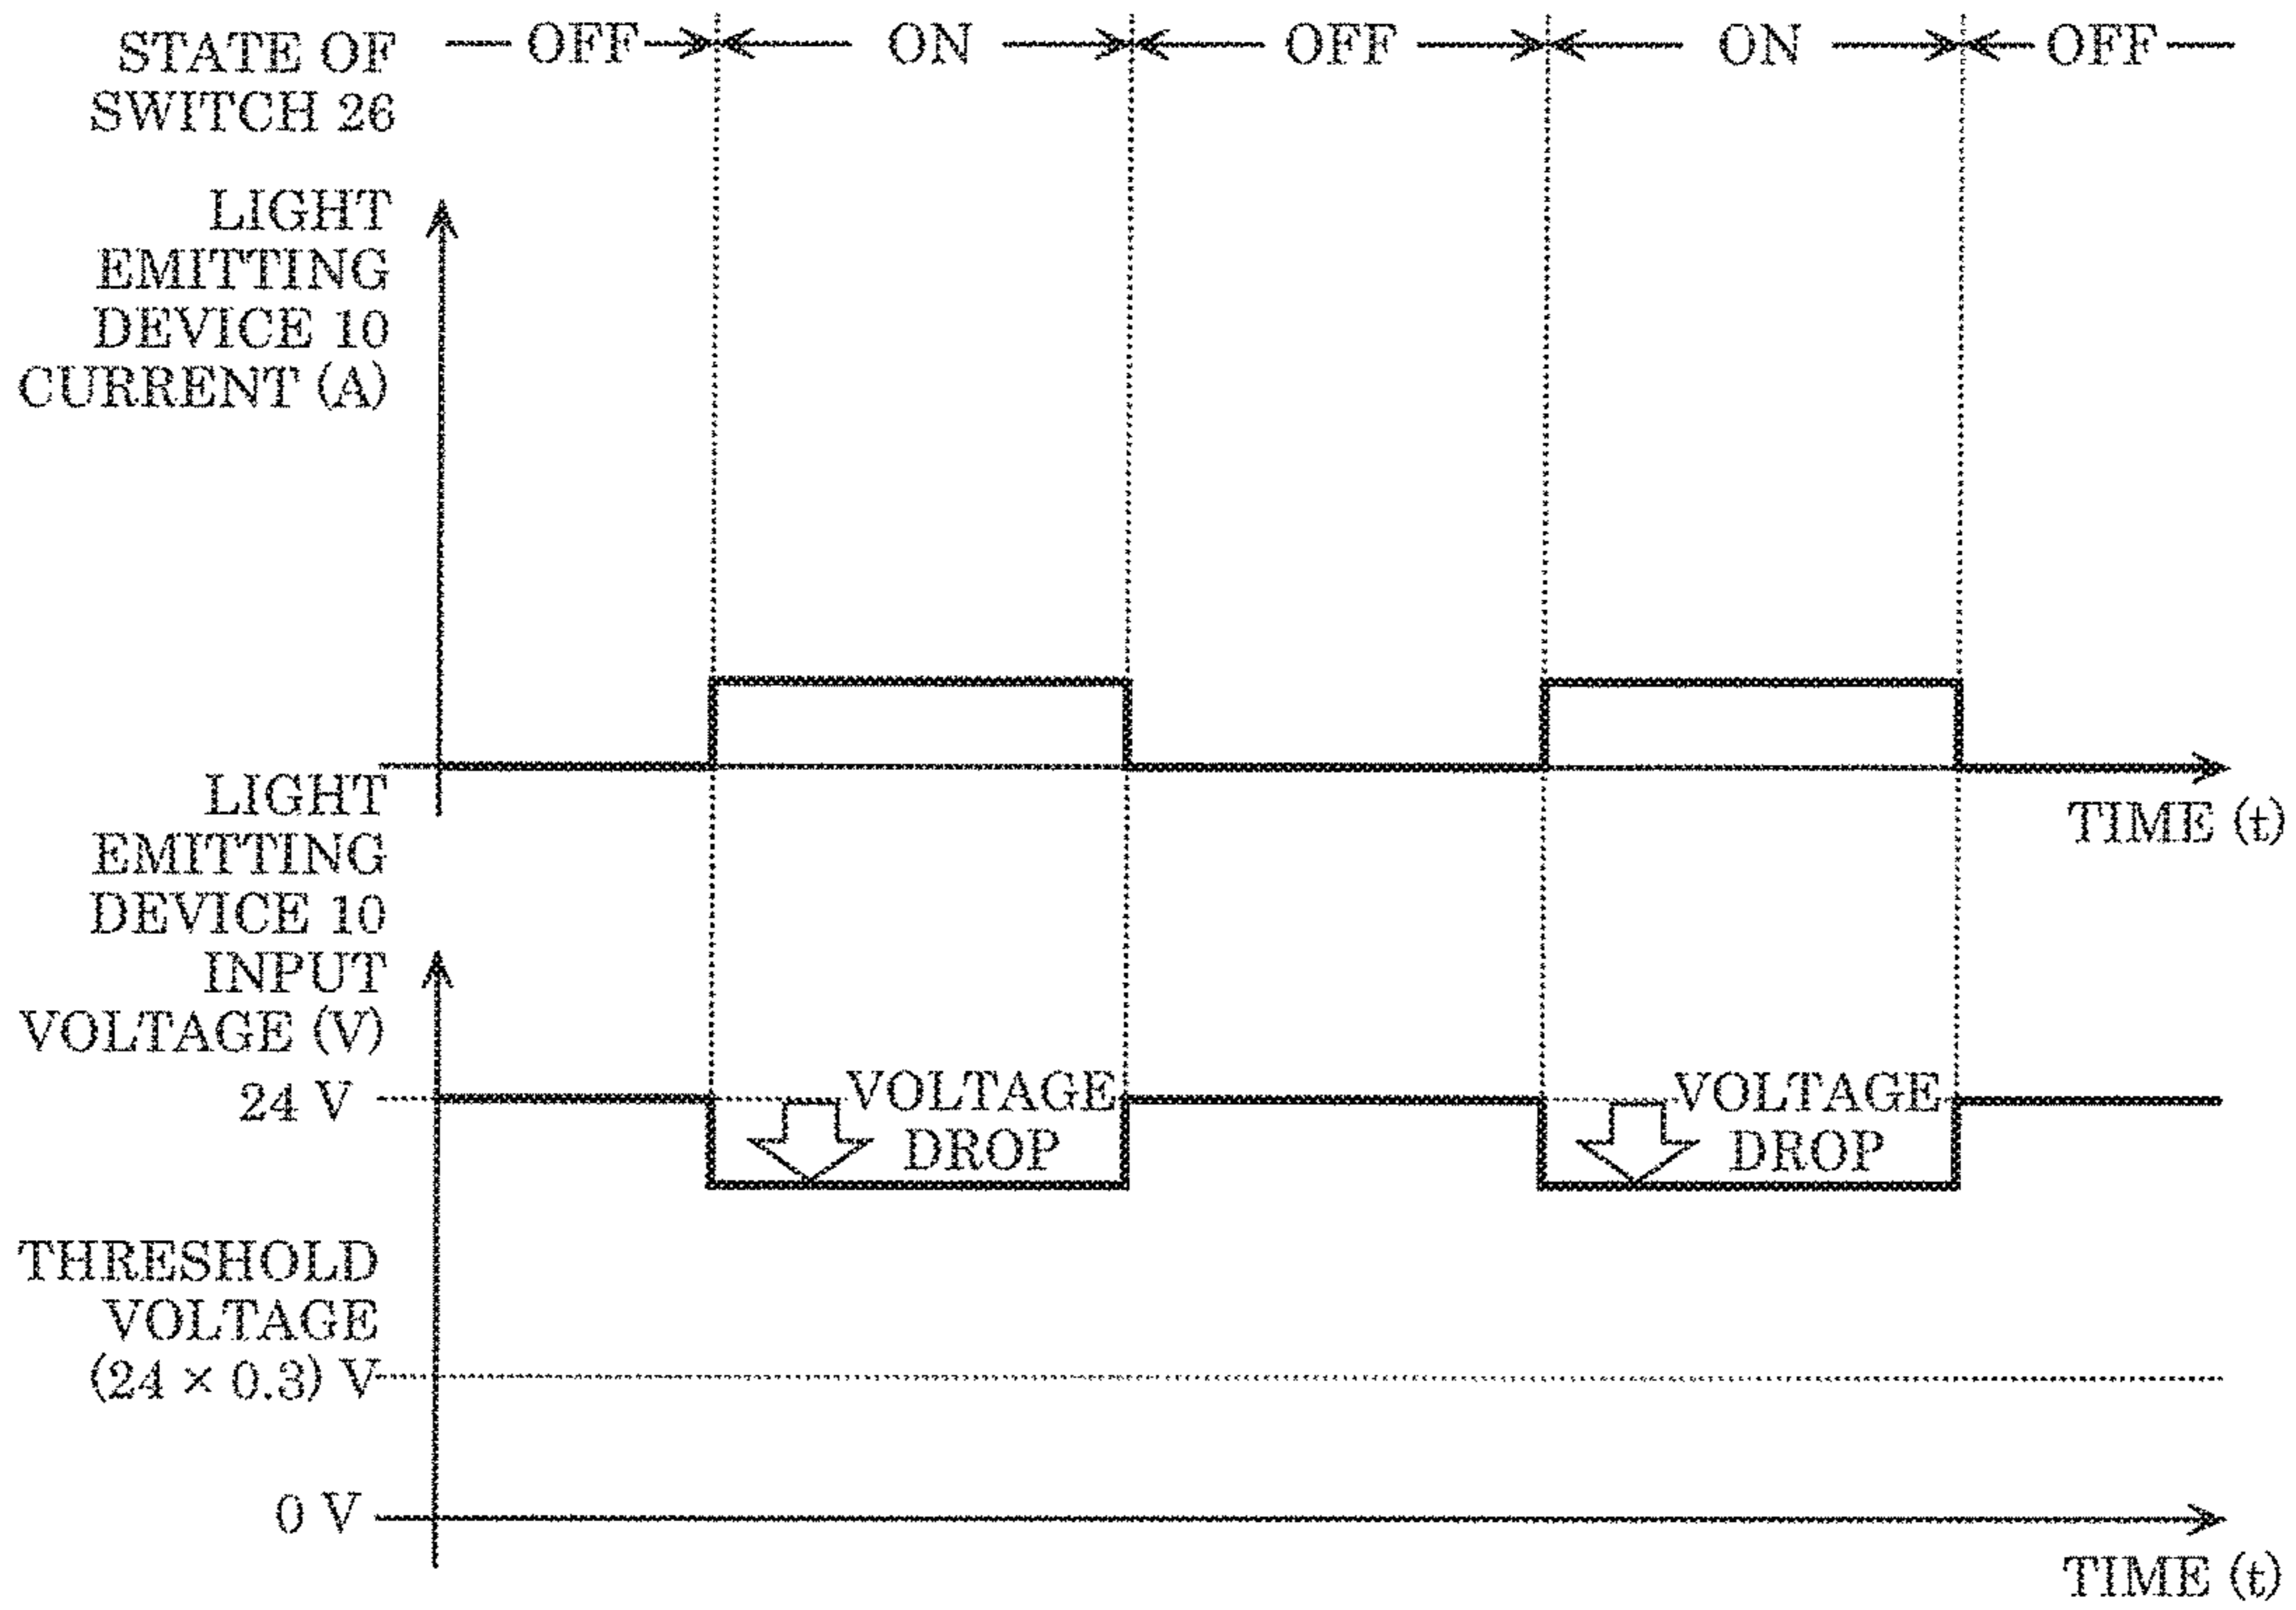 STATE OF
SWITCH 26
OFF ON OFF ON OFF
LIGHT
EMITTING
DEVICE 10
CURRENT (A)
TIME (t)
LIGHT
EMITTING
DEVICE 10
INPUT
VOLTAGE (V)
24 V
VOLTAGE
DROP
VOLTAGE
DROP
THRESHOLD
VOLTAGE
(24 × 0.3) V
0 V
TIME (t)